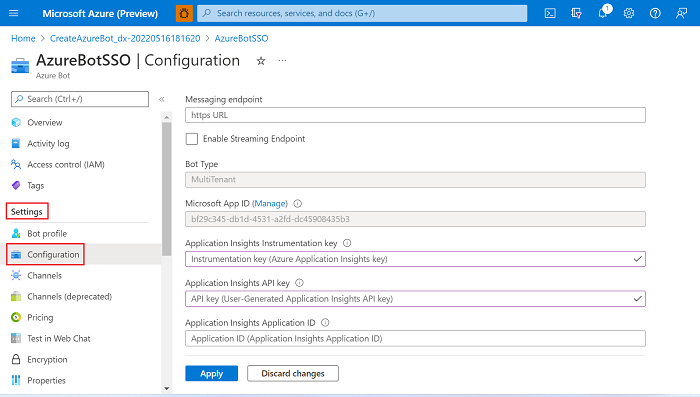 Microsoft Azure (Preview)
Search resources, services, and docs (G+/)
1
Home > CreateAzureBot_dx-20220516181620 > AzureBotSSO >
AzureBotSSO | Configuration ☆ ...
Azure Bot
Search (Ctrl+/)
«
Overview
Activity log
Access control (IAM)
Tags
Settings
Bot profile
Configuration
Channels
Channels (deprecated)
Pricing
Test in Web Chat
Encryption
Properties
Messaging endpoint
https URL
Enable Streaming Endpoint
Bot Type
MultiTenant
Microsoft App ID (Manage)
bf29c345-db1d-4531-a2fd-dc45908435b3
Application Insights Instrumentation key
Instrumentation key (Azure Application Insights key)
Application Insights API key
API key (User-Generated Application Insights API key)
Application Insights Application ID
Application ID (Application Insights Application ID)
Apply
Discard changes